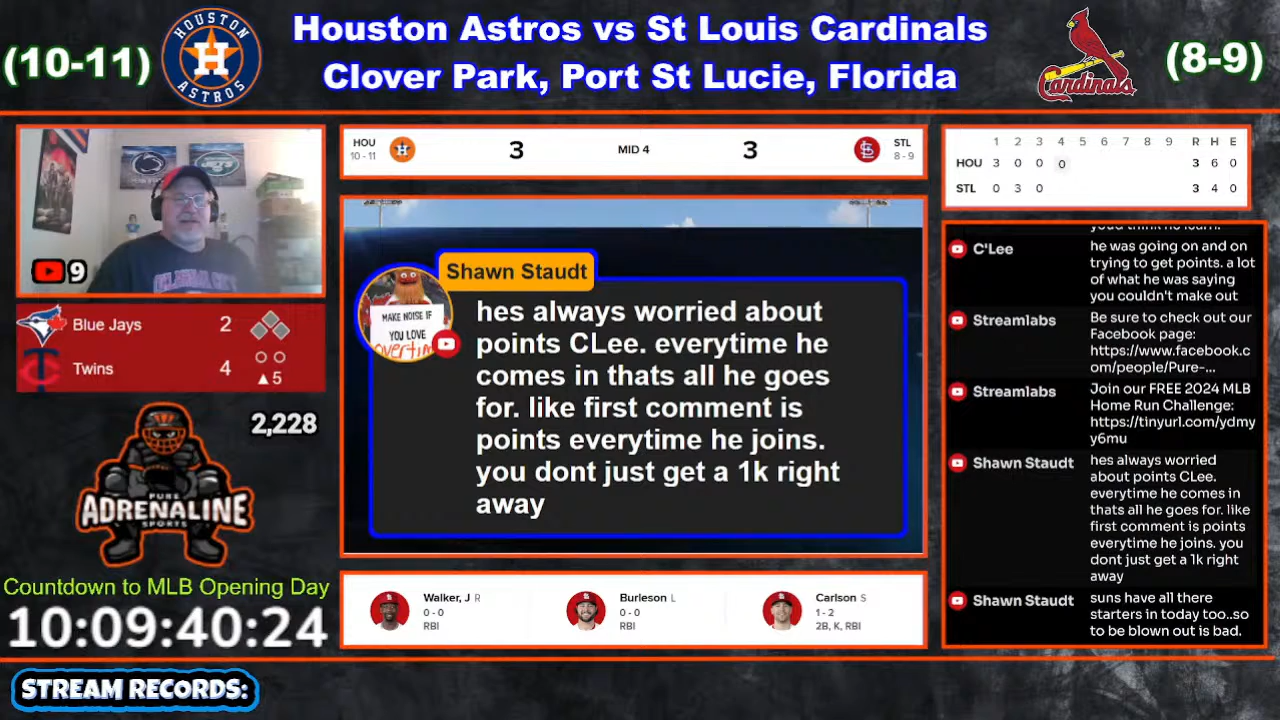 Houston Astros vs St Louis Cardinals
Clover Park, Port St Lucie, Florida
(10-11)
HOUSTON
H
ASTROS
Cardinals
(8-9)
9
Blue Jays 2
Twins 4
▲5
2,228
PURE
ADRENALINE
SPORTS
Countdown to MLB Opening Day
10:09:40:24
HOU 3 MID 4 3 STL
10 - 11 8 - 9
1 2 3 4 5 6 7 8 9 R H E
HOU 3 0 0 0 3 6 0
STL 0 3 0 3 4 0
Shawn Staudt
MAKE NOISE IF
YOU LOVE
overtime
hes always worried about
points CLee. everytime he
comes in thats all he goes
for. like first comment is
points everytime he joins.
you dont just get a 1k right
away
Walker, J R
0 - 0
RBI
Burleson L
0 - 0
RBI
Carlson S
1 - 2
2B, K, RBI
C'Lee he was going on and on
trying to get points. a lot
of what he was saying
you couldn't make out
Streamlabs Be sure to check out our
Facebook page:
https://www.facebook.c
om/people/Pure-...
Streamlabs Join our FREE 2024 MLB
Home Run Challenge:
https://tinyurl.com/ydmy
y6mu
Shawn Staudt hes always worried
about points CLee.
everytime he comes in
thats all he goes for. like
first comment is points
everytime he joins. you
dont just get a 1k right
away
Shawn Staudt suns have all there
starters in today too..so
to be blown out is bad.
STREAM RECORDS: